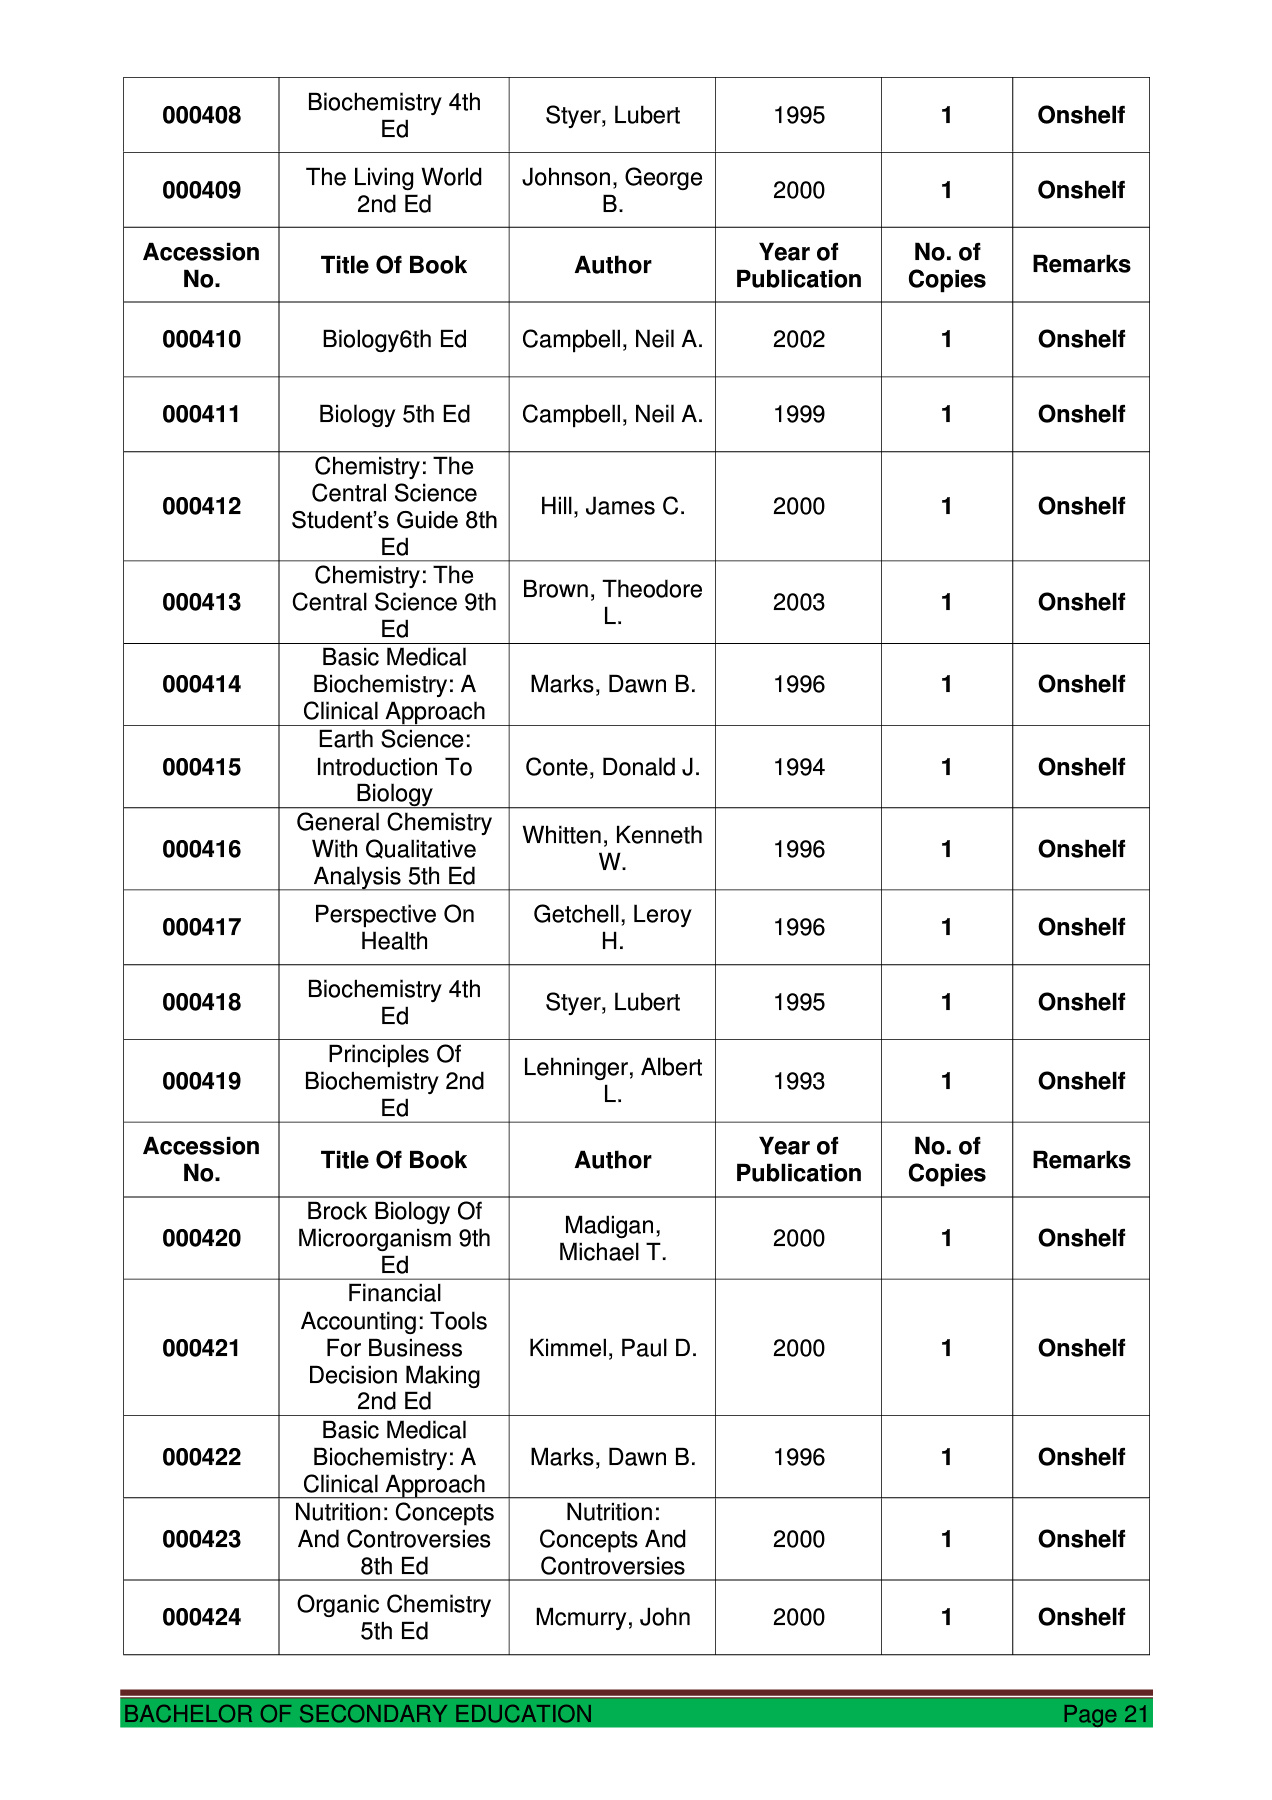 000408 Biochemistry 4th Ed Styer, Lubert 1995 1 Onshelf
000409 The Living World 2nd Ed Johnson, George B. 2000 1 Onshelf
Accession No. Title Of Book Author Year of Publication No. of Copies Remarks
000410 Biology6th Ed Campbell, Neil A. 2002 1 Onshelf
000411 Biology 5th Ed Campbell, Neil A. 1999 1 Onshelf
000412 Chemistry: The Central Science Student’s Guide 8th Ed Hill, James C. 2000 1 Onshelf
000413 Chemistry: The Central Science 9th Ed Brown, Theodore L. 2003 1 Onshelf
000414 Basic Medical Biochemistry: A Clinical Approach Marks, Dawn B. 1996 1 Onshelf
000415 Earth Science: Introduction To Biology Conte, Donald J. 1994 1 Onshelf
000416 General Chemistry With Qualitative Analysis 5th Ed Whitten, Kenneth W. 1996 1 Onshelf
000417 Perspective On Health Getchell, Leroy H. 1996 1 Onshelf
000418 Biochemistry 4th Ed Styer, Lubert 1995 1 Onshelf
000419 Principles Of Biochemistry 2nd Ed Lehninger, Albert L. 1993 1 Onshelf
Accession No. Title Of Book Author Year of Publication No. of Copies Remarks
000420 Brock Biology Of Microorganism 9th Ed Madigan, Michael T. 2000 1 Onshelf
000421 Financial Accounting: Tools For Business Decision Making 2nd Ed Kimmel, Paul D. 2000 1 Onshelf
000422 Basic Medical Biochemistry: A Clinical Approach Marks, Dawn B. 1996 1 Onshelf
000423 Nutrition: Concepts And Controversies 8th Ed Nutrition: Concepts And Controversies 2000 1 Onshelf
000424 Organic Chemistry 5th Ed Mcmurry, John 2000 1 Onshelf
BACHELOR OF SECONDARY EDUCATION Page 21